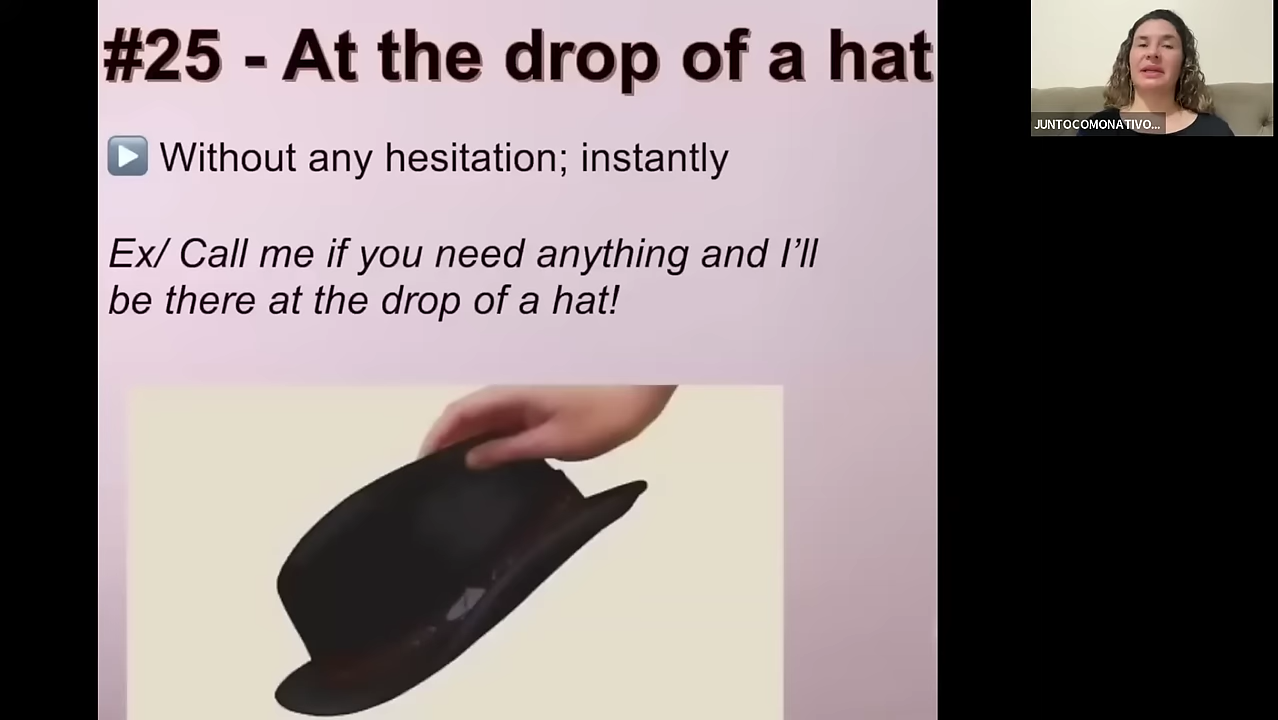 #25 - At the drop of a hat
Without any hesitation; instantly
Ex/ Call me if you need anything and I’ll
be there at the drop of a hat!
JUNTOCOMONATIVO...